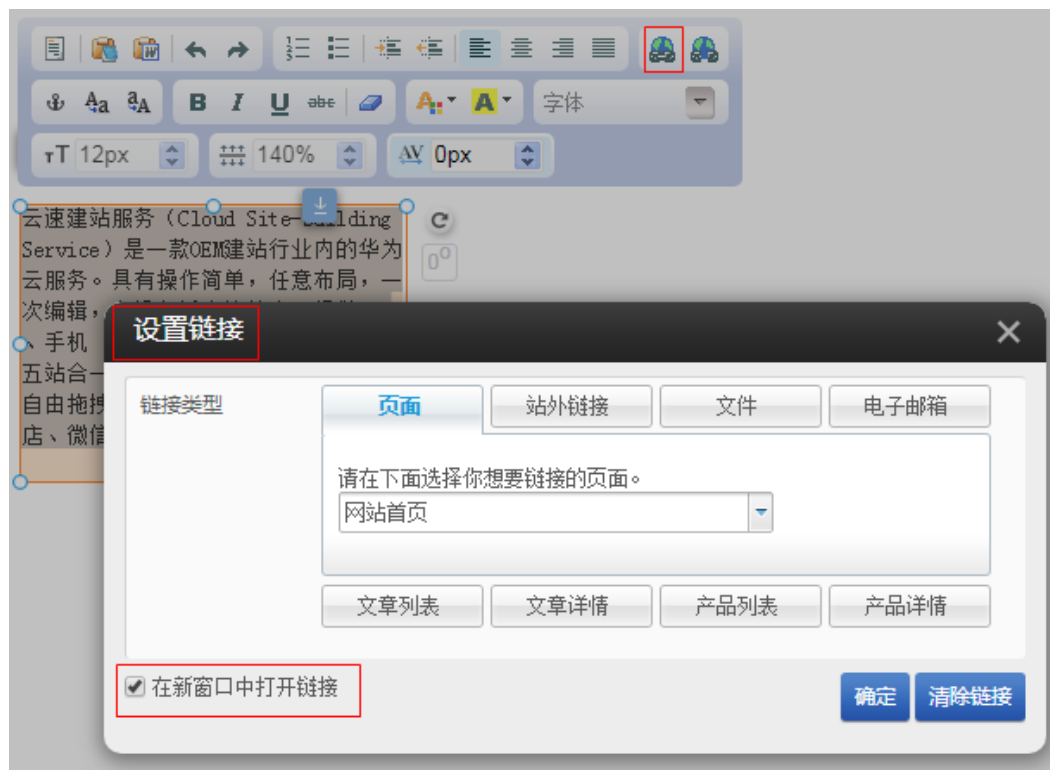 B I U abc
A A 字体
тT 12px 140% AV 0px
云速建站服务（Cloud Site-Building
Service）是一款OEM建站行业内的华为
云服务。具有操作简单，任意布局，一
次编辑，
、手机
五站合一
自由拖拽
店、微信
0°
设置链接
链接类型
页面 站外链接 文件 电子邮箱
请在下面选择你想要链接的页面。
网站首页
文章列表 文章详情 产品列表 产品详情
在新窗口中打开链接
确定 清除链接